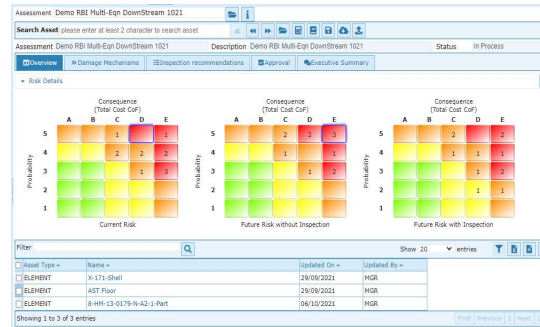 Assessment Demo RBI Multi-Eqn DownStream 1021
Search Asset please enter at least 2 character to search asset
Assessment Demo RBI Multi-Eqn DownStream 1021 Description Demo RBI Multi-Eqn DownStream 1021 Status In Process
Overview Damage Mechanisms Inspection recommendations Approval Executive Summary
Risk Details
Consequence Consequence Consequence
(Total Cost CoF) (Total Cost CoF) (Total Cost CoF)
A B C D E A B C D E A B C D E
5 1 1 5 2 2 3 5 2 2
4 2 2 2 4 1 1 4 1 1 1
3 1 3 3 1 2 3 1
2 2 2 1 1
1 1 1
Probability Probability Probability
Current Risk Future Risk without Inspection Future Risk with Inspection
Filter Show 20 entries
Asset Type Name Updated On Updated By
ELEMENT X-171-Shell 29/09/2021 MGR
ELEMENT AST Floor 29/09/2021 MGR
ELEMENT 8-HM-13-0179-N-A2-1-Part 06/10/2021 MGR
Showing 1 to 3 of 3 entries First Previous 1 Next